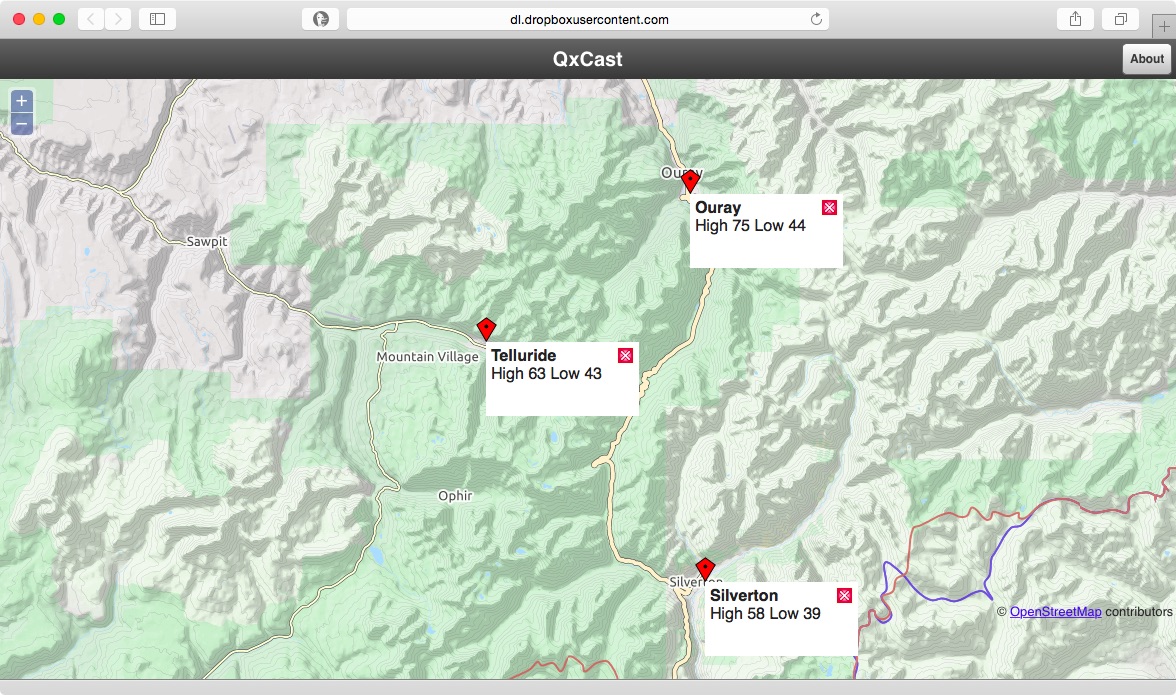 dl.dropboxusercontent.com
QxCast
About
+
−
Ouray
Ouray
High 75 Low 44
Sawpit
Mountain Village
Telluride
High 63 Low 43
Ophir
Silverton
Silverton
High 58 Low 39
© OpenStreetMap contributors